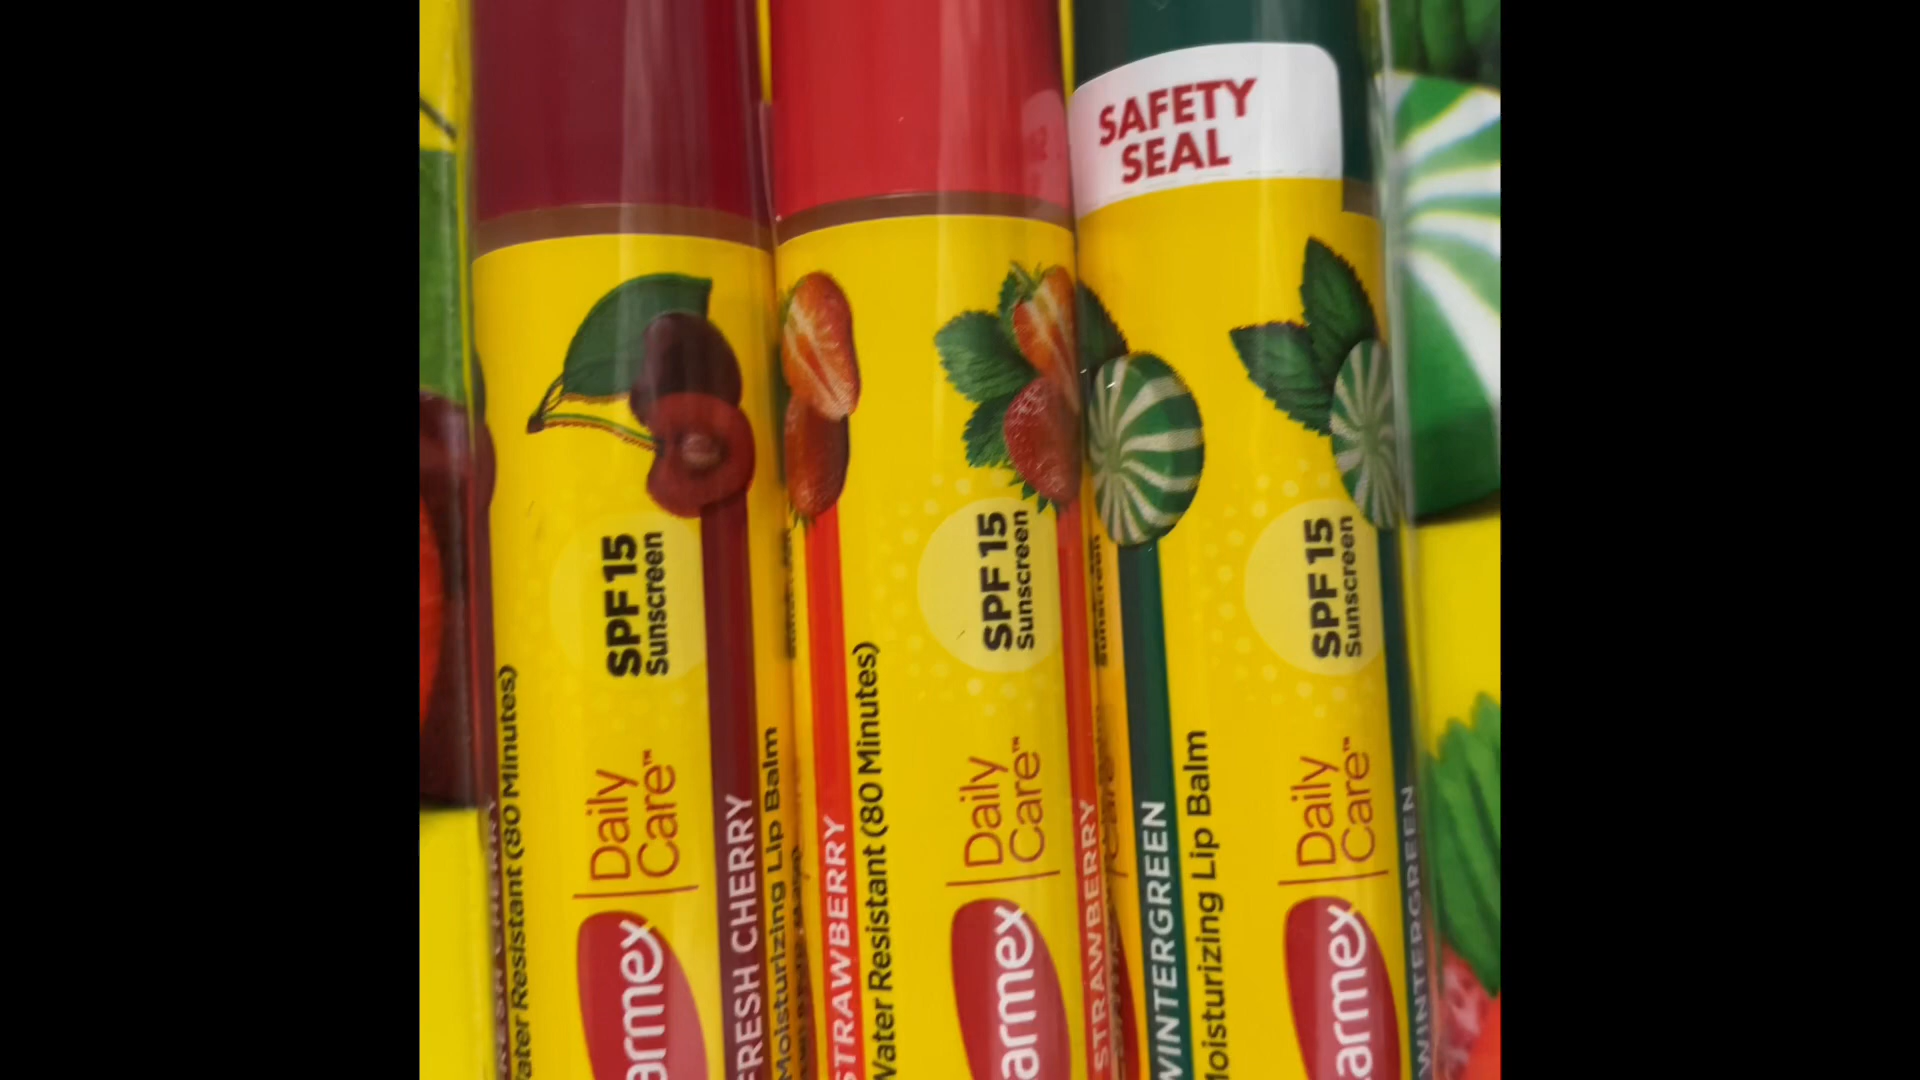 SAFETY
SEAL
Water Resistant (80 Minutes)
SPF 15
Sunscreen
Daily
Care™
armex
FRESH CHERRY
Moisturizing Lip Balm
STRAWBERRY
Water Resistant (80 Minutes)
SPF 15
Sunscreen
Daily
Care™
armex
STRAWBERRY
WINTERGREEN
Moisturizing Lip Balm
SPF 15
Sunscreen
Daily
Care™
armex
WINTERGREEN